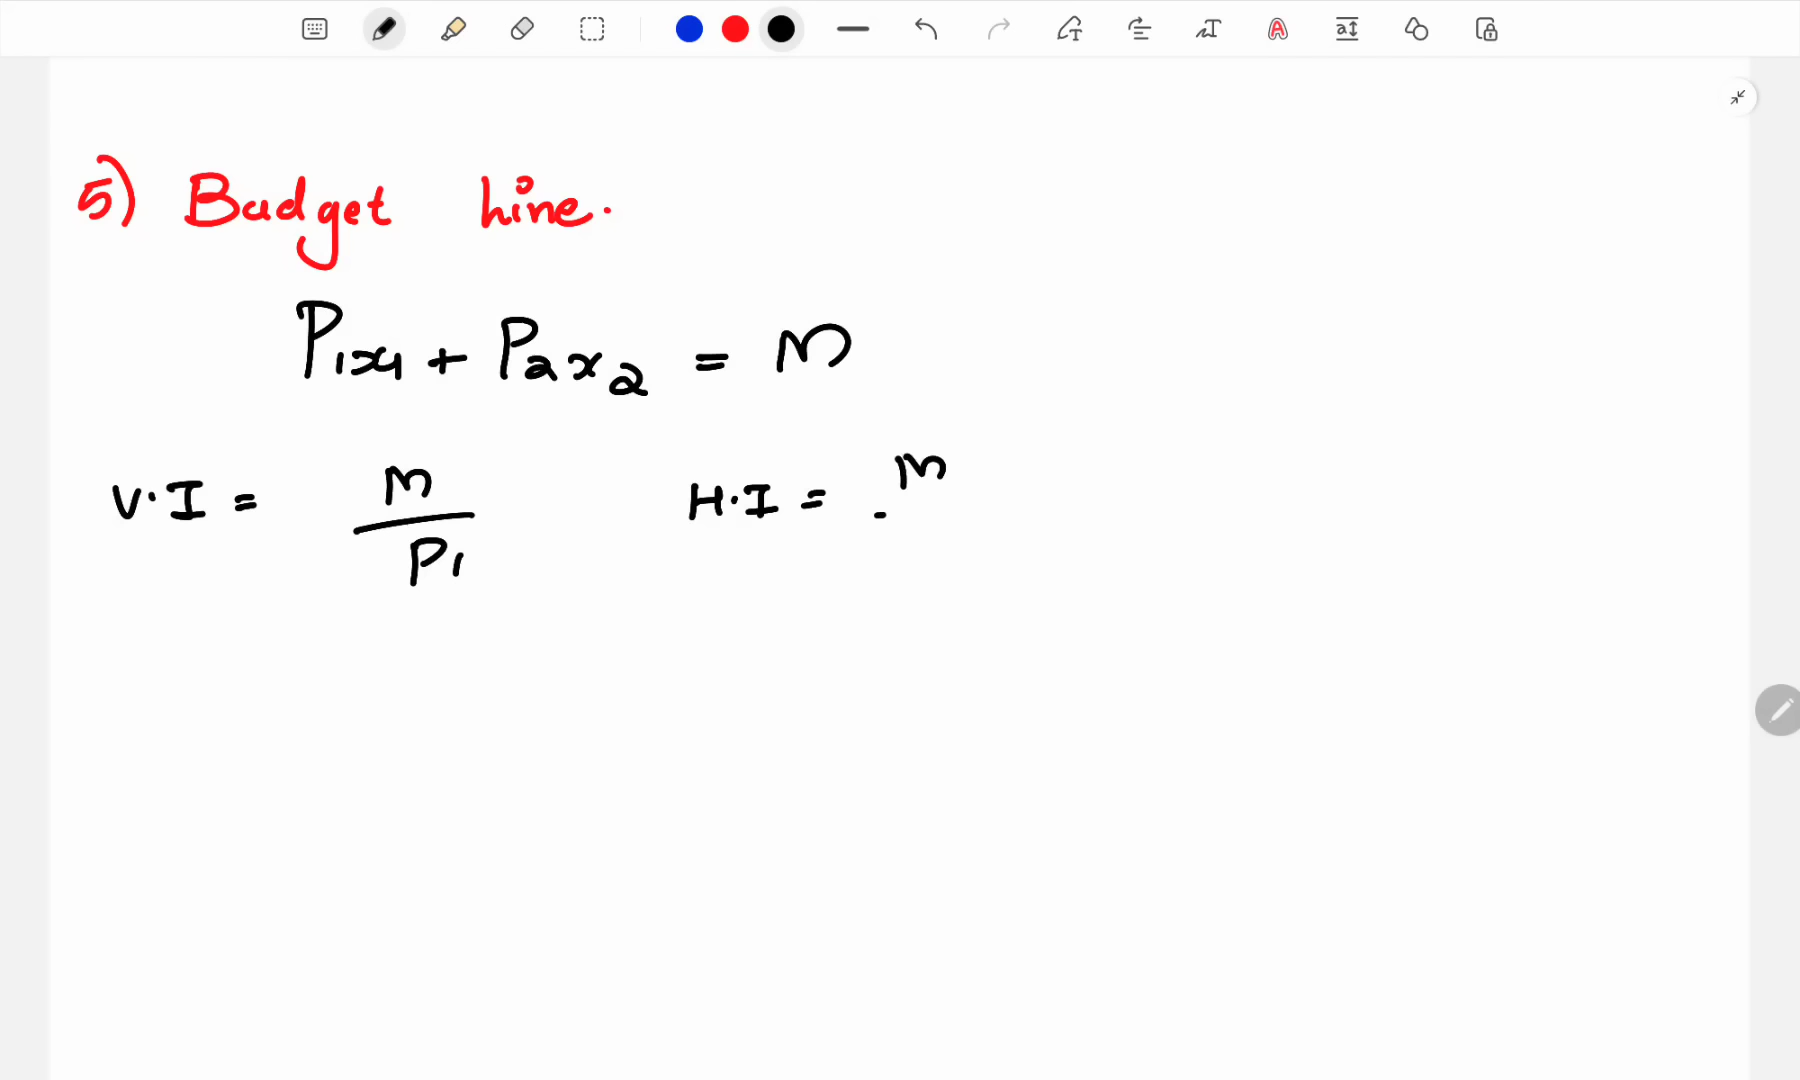 5) Budget Line.
P1x1 + P2x2 = M
V.I = M/P1 H.I = M